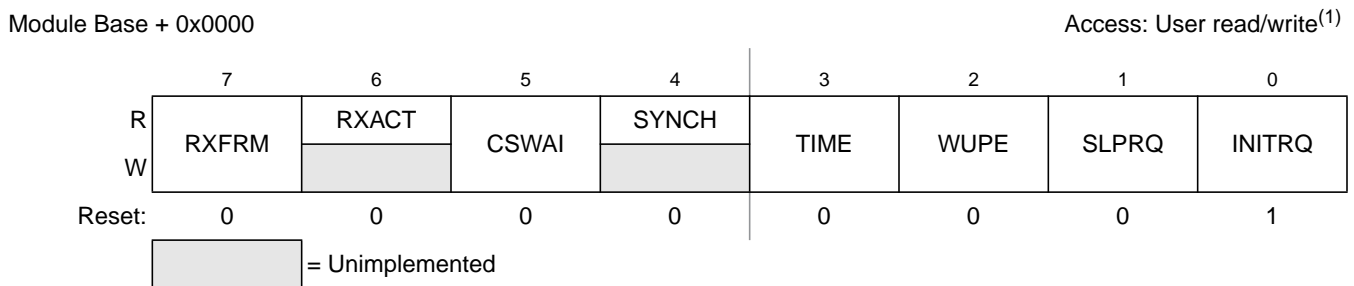 Module Base + 0x0000 Access: User read/write(1)
7 6 5 4 3 2 1 0
R RXFRM RXACT CSWAI SYNCH TIME WUPE SLPRQ INITRQ
W
Reset: 0 0 0 0 0 0 0 1
= Unimplemented